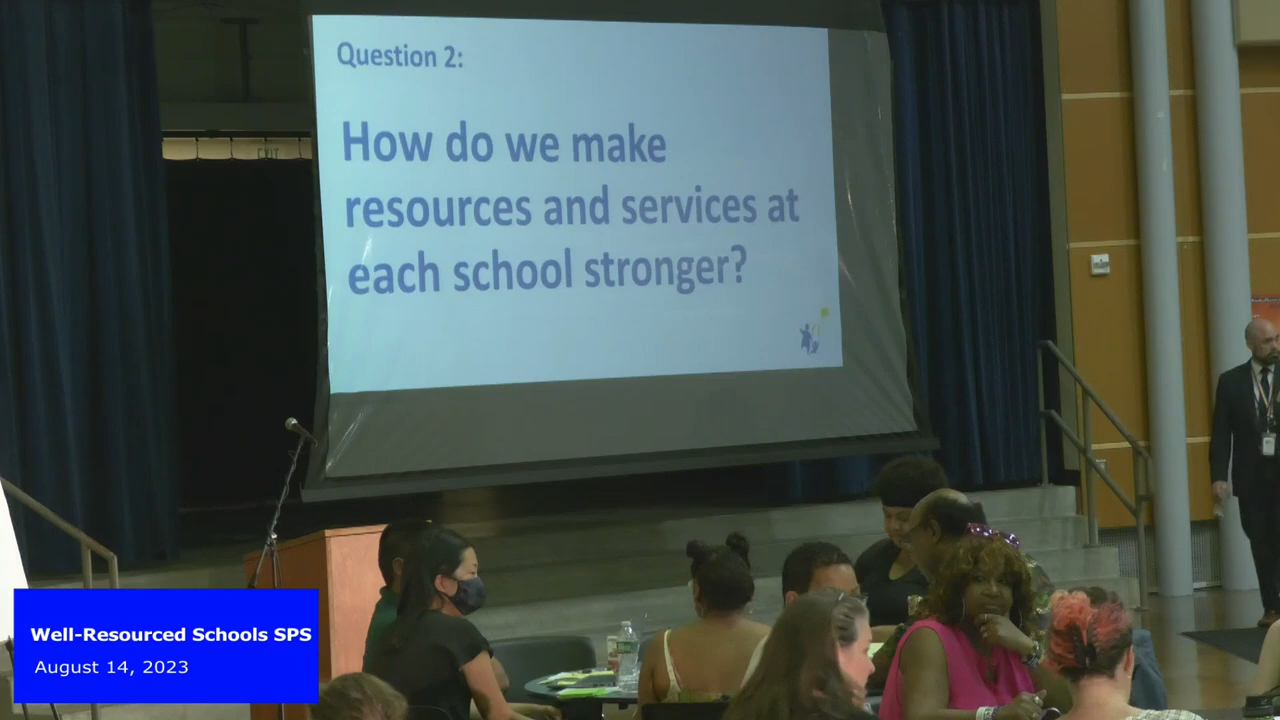 Question 2:
How do we make
resources and services at
each school stronger?
EXIT
Well-Resourced Schools SPS
August 14, 2023